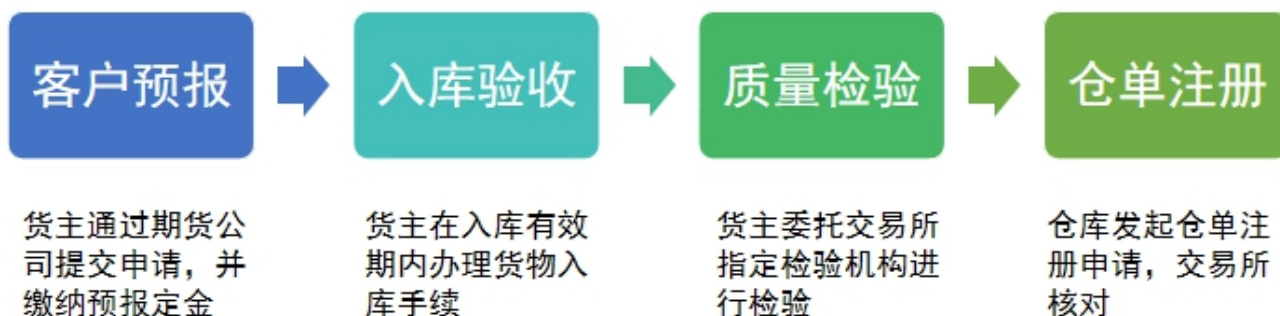 客户预报
入库验收
质量检验
仓单注册
货主通过期货公
司提交申请，并
缴纳预报定金
货主在入库有效
期内办理货物入
库手续
货主委托交易所
指定检验机构进
行检验
仓库发起仓单注
册申请，交易所
核对